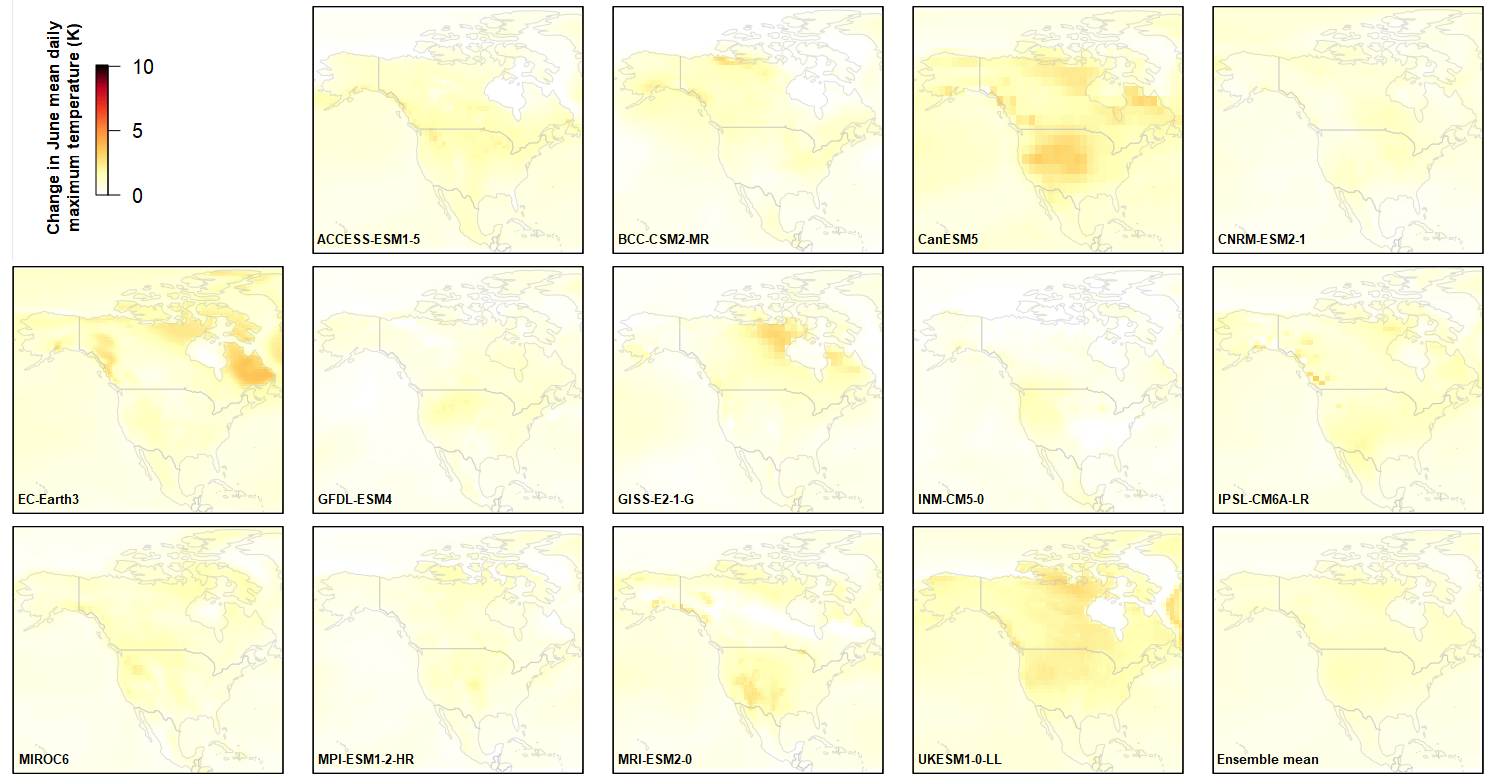 Change in June mean daily
maximum temperature (K)
10
5
0
ACCESS-ESM1-5
BCC-CSM2-MR
CanESM5
CNRM-ESM2-1
EC-Earth3
GFDL-ESM4
GISS-E2-1-G
INM-CM5-0
IPSL-CM6A-LR
MIROC6
MPI-ESM1-2-HR
MRI-ESM2-0
UKESM1-0-LL
Ensemble mean